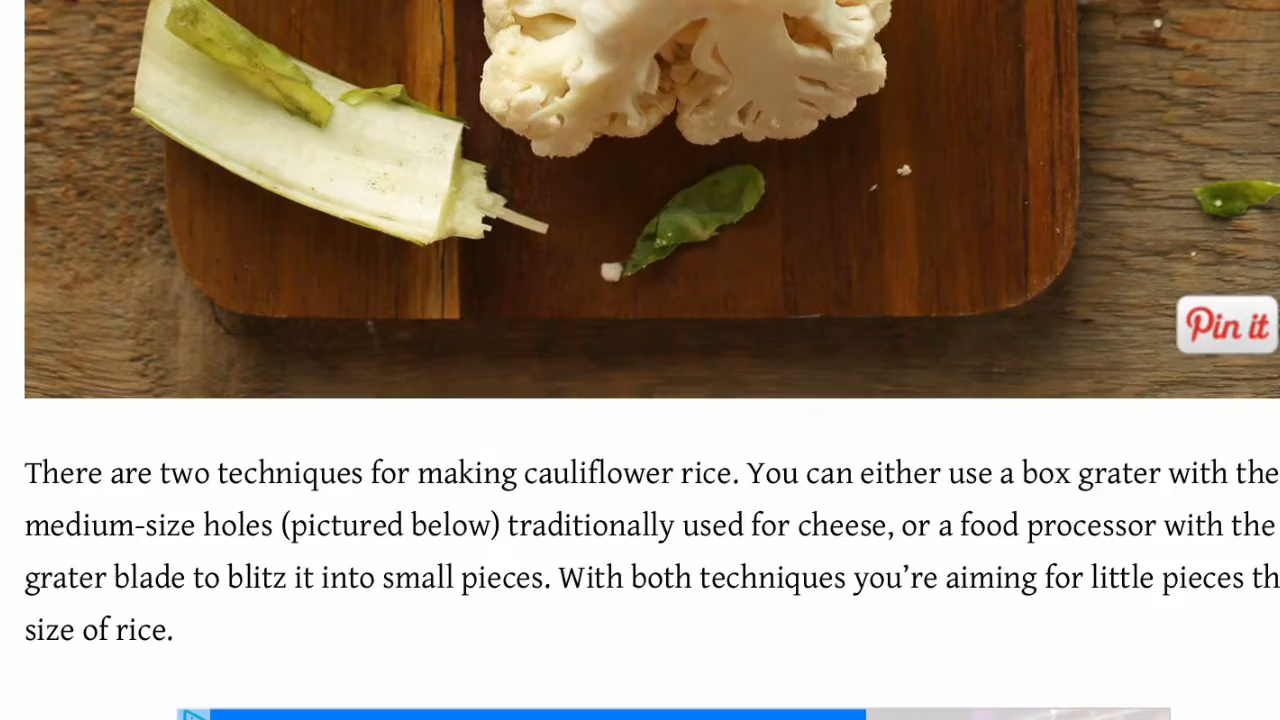 Pin it
There are two techniques for making cauliflower rice. You can either use a box grater with the
medium-size holes (pictured below) traditionally used for cheese, or a food processor with the
grater blade to blitz it into small pieces. With both techniques you're aiming for little pieces
size of rice.